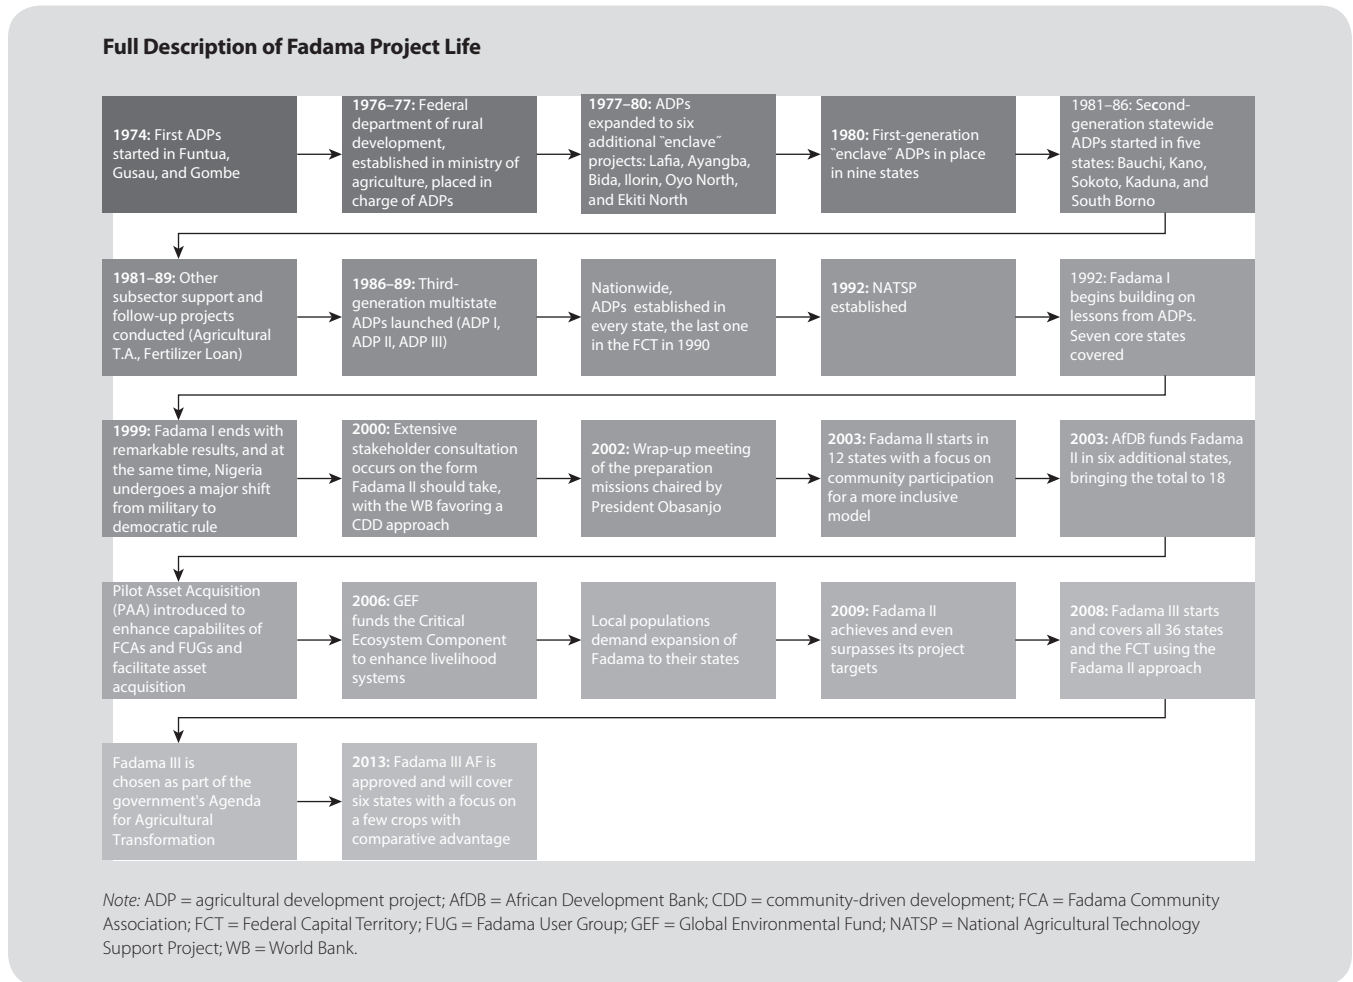 Full Description of Fadama Project Life
1974: First ADPs
started in Funtua,
Gusau, and Gombe
1976–77: Federal
department of rural
development,
established in ministry of
agriculture, placed in
charge of ADPs
1977–80: ADPs
expanded to six
additional “enclave”
projects: Lafia, Ayangba,
Bida, Ilorin, Oyo North,
and Ekiti North
1980: First-generation
“enclave” ADPs in place
in nine states
1981–86: Second-
generation statewide
ADPs started in five
states: Bauchi, Kano,
Sokoto, Kaduna, and
South Borno
1981–89: Other
subsector support and
follow-up projects
conducted (Agricultural
T.A., Fertilizer Loan)
1986–89: Third-
generation multistate
ADPs launched (ADP I,
ADP II, ADP III)
Nationwide,
ADPs established in
every state, the last one
in the FCT in 1990
1992: NATSP
established
1992: Fadama I
begins building on
lessons from ADPs.
Seven core states
covered
1999: Fadama I ends with
remarkable results, and at
the same time, Nigeria
undergoes a major shift
from military to
democratic rule
2000: Extensive
stakeholder consultation
occurs on the form
Fadama II should take,
with the WB favoring a
CDD approach
2002: Wrap-up meeting
of the preparation
missions chaired by
President Obasanjo
2003: Fadama II starts in
12 states with a focus on
community participation
for a more inclusive
model
2003: AfDB funds Fadama
II in six additional states,
bringing the total to 18
Pilot Asset Acquisition
(PAA) introduced to
enhance capabilites of
FCAs and FUGs and
facilitate asset
acquisition
2006: GEF
funds the Critical
Ecosystem Component
to enhance livelihood
systems
Local populations
demand expansion of
Fadama to their states
2009: Fadama II
achieves and even
surpasses its project
targets
2008: Fadama III starts
and covers all 36 states
and the FCT using the
Fadama II approach
Fadama III is
chosen as part of the
government's Agenda
for Agricultural
Transformation
2013: Fadama III AF is
approved and will cover
six states with a focus on
a few crops with
comparative advantage
Note: ADP = agricultural development project; AfDB = African Development Bank; CDD = community-driven development; FCA = Fadama Community
Association; FCT = Federal Capital Territory; FUG = Fadama User Group; GEF = Global Environmental Fund; NATSP = National Agricultural Technology
Support Project; WB = World Bank.